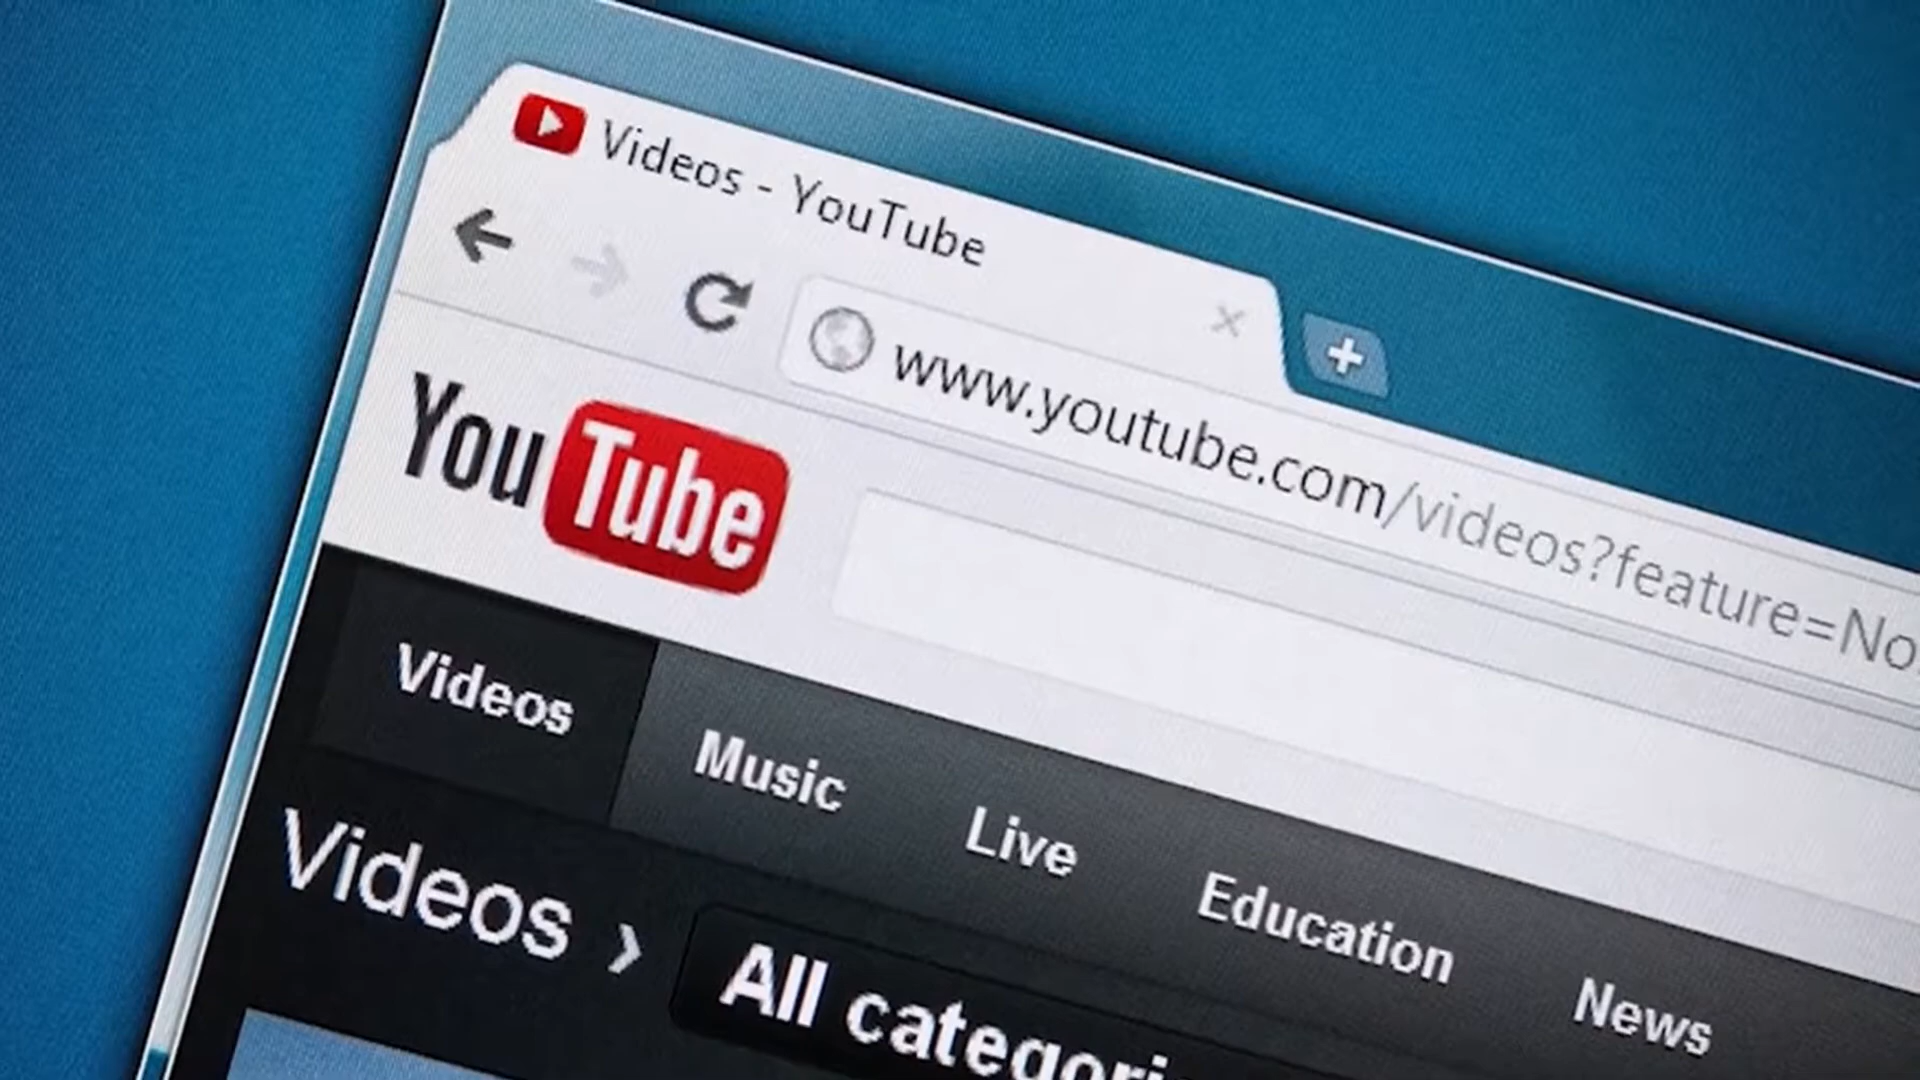 Videos - YouTube
www.youtube.com/videos?feature=No
YouTube
Videos Music Live Education News
Videos › All categori